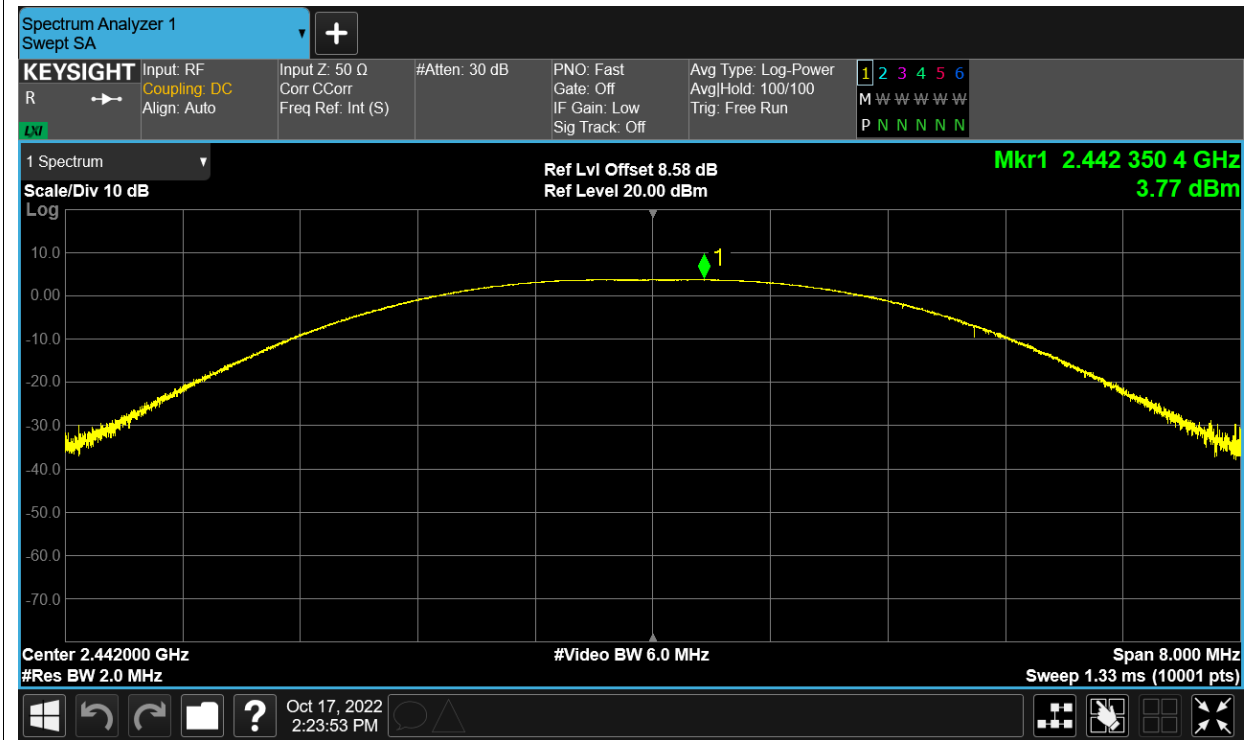 Spectrum Analyzer 1
Swept SA
KEYSIGHT
R
LXI
Input: RF
Coupling: DC
Align: Auto
Input Z: 50 Ω
Corr CCorr
Freq Ref: Int (S)
#Atten: 30 dB
PNO: Fast
Gate: Off
IF Gain: Low
Sig Track: Off
Avg Type: Log-Power
Avg|Hold: 100/100
Trig: Free Run
1 2 3 4 5 6
M W W W W W
P N N N N N
1 Spectrum
Scale/Div 10 dB
Log
Ref Lvl Offset 8.58 dB
Ref Level 20.00 dBm
Mkr1 2.442 350 4 GHz
3.77 dBm
1
10.0
0.00
-10.0
-20.0
-30.0
-40.0
-50.0
-60.0
-70.0
Center 2.442000 GHz
#Video BW 6.0 MHz
Span 8.000 MHz
#Res BW 2.0 MHz
Sweep 1.33 ms (10001 pts)
?
Oct 17, 2022
2:23:53 PM